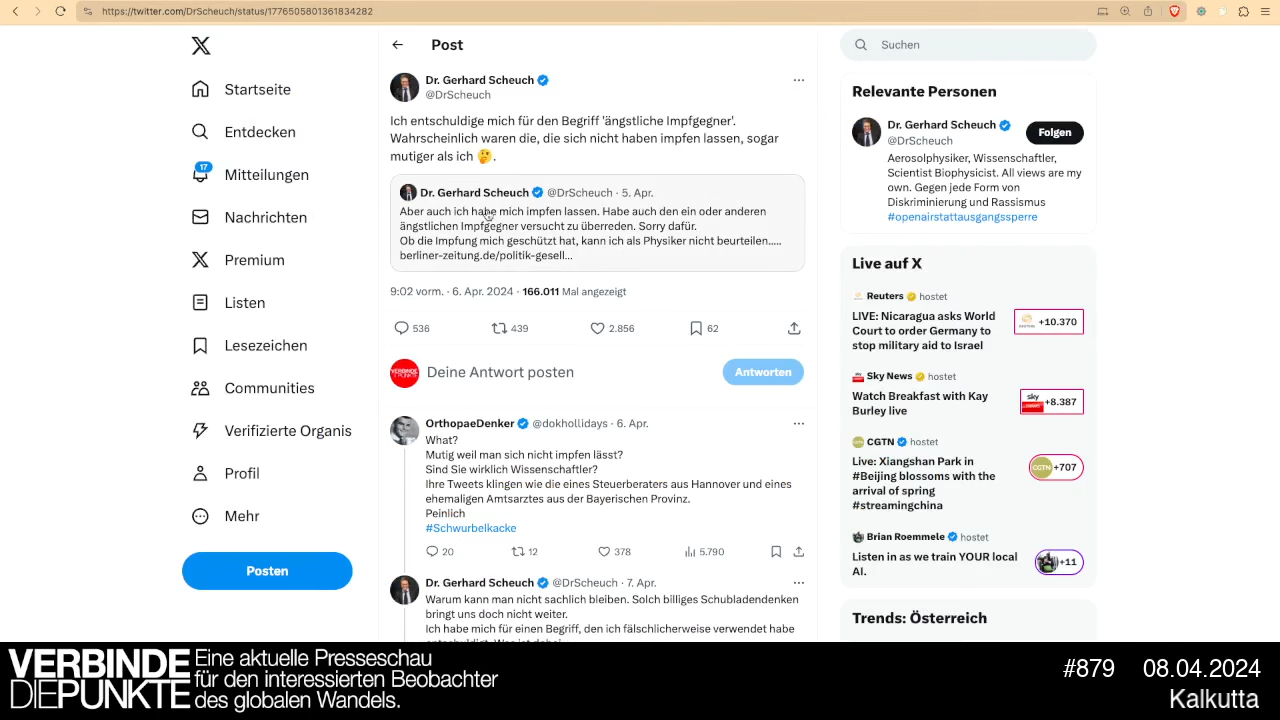 https://twitter.com/DrScheuch/status/1776505801361834282
Startseite
Entdecken
17
Mitteilungen
Nachrichten
Premium
Listen
Lesezeichen
Communities
Verifizierte Organis
Profil
Mehr
Posten
Post
Dr. Gerhard Scheuch
@DrScheuch
Ich entschuldige mich für den Begriff 'ängstliche Impfgegner'.
Wahrscheinlich waren die, die sich nicht haben impfen lassen, sogar
mutiger als ich 🤔.
Dr. Gerhard Scheuch @DrScheuch · 5. Apr.
Aber auch ich habe mich impfen lassen. Habe auch den ein oder anderen
ängstlichen Impfgegner versucht zu überreden. Sorry dafür.
Ob die Impfung mich geschützt hat, kann ich als Physiker nicht beurteilen.....
berliner-zeitung.de/politik-gesell...
9:02 vorm. · 6. Apr. 2024 · 166.011 Mal angezeigt
536 439 2.856 62
VERBINDE DIE PUNKTE
Deine Antwort posten
Antworten
OrthopaeDenker @dokhollidays · 6. Apr.
What?
Mutig weil man sich nicht impfen lässt?
Sind Sie wirklich Wissenschaftler?
Ihre Tweets klingen wie die eines Steuerberaters aus Hannover und eines
ehemaligen Amtsarztes aus der Bayerischen Provinz.
Peinlich
#Schwurbelkacke
20 12 378 5.790
Dr. Gerhard Scheuch @DrScheuch · 7. Apr.
Warum kann man nicht sachlich bleiben. Solch billiges Schubladendenken
bringt uns doch nicht weiter.
Ich habe mich für einen Begriff, den ich fälschlicherweise verwendet habe
Suchen
Relevante Personen
Dr. Gerhard Scheuch
@DrScheuch
Folgen
Aerosolphysiker, Wissenschaftler,
Scientist Biophysicist. All views are my
own. Gegen jede Form von
Diskriminierung und Rassismus
#openairstattausgangssperre
Live auf X
Reuters hostet
LIVE: Nicaragua asks World
Court to order Germany to
stop military aid to Israel
+10.370
Sky News hostet
Watch Breakfast with Kay
Burley live
sky
+8.387
CGTN hostet
Live: Xiangshan Park in
#Beijing blossoms with the
arrival of spring
#streamingchina
CGTN
+707
Brian Roemmele hostet
Listen in as we train YOUR local
AI.
+11
Trends: Österreich
VERBINDE
DIEPUNKTE
Eine aktuelle Presseschau
für den interessierten Beobachter
des globalen Wandels.
#879 08.04.2024
Kalkutta